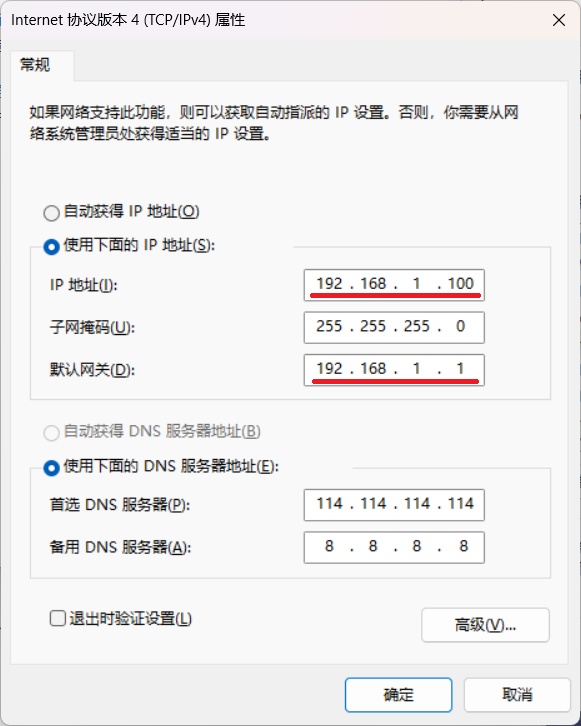 Internet 协议版本 4 (TCP/IPv4) 属性
常规
如果网络支持此功能，则可以获取自动指派的 IP 设置。否则，你需要从网
络系统管理员处获得适当的 IP 设置。
自动获得 IP 地址(O)
使用下面的 IP 地址(S):
IP 地址(I): 192 . 168 . 1 . 100
子网掩码(U): 255 . 255 . 255 . 0
默认网关(D): 192 . 168 . 1 . 1
自动获得 DNS 服务器地址(B)
使用下面的 DNS 服务器地址(E):
首选 DNS 服务器(P): 114 . 114 . 114 . 114
备用 DNS 服务器(A): 8 . 8 . 8 . 8
退出时验证设置(L)
高级(V)...
确定 取消